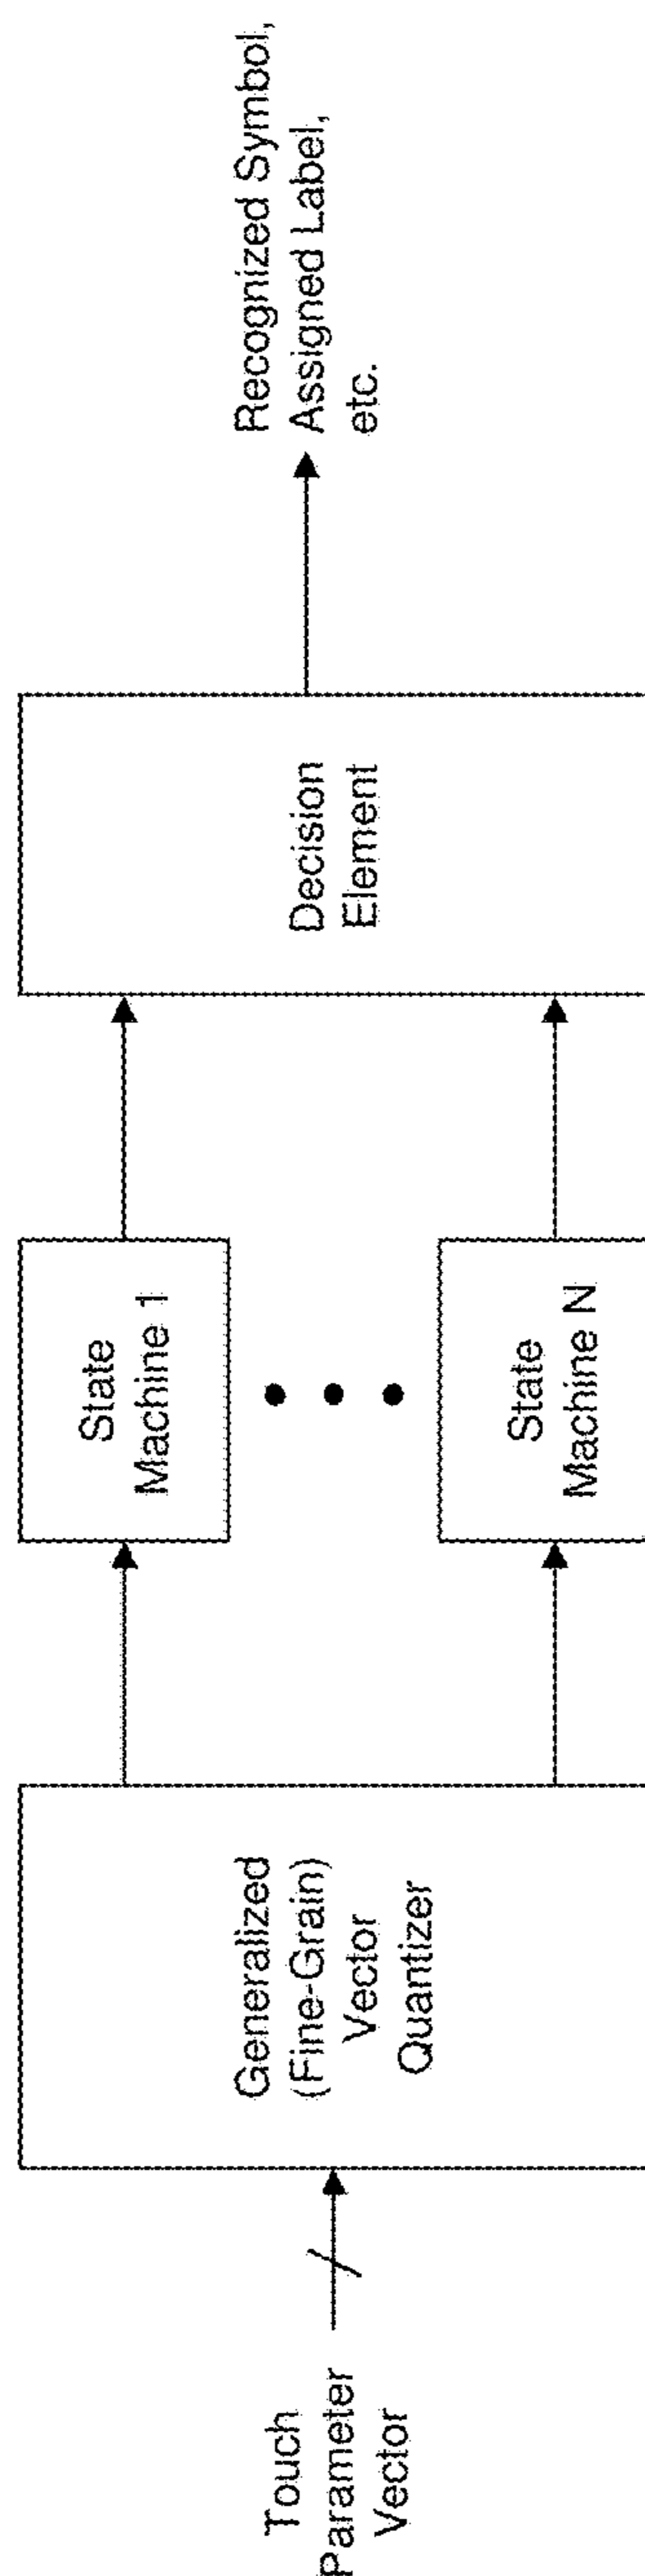 Touch
Parameter
Vector
Generalized
(Fine-Grain)
Vector
Quantizer
State
Machine 1
State
Machine N
Decision
Element
Recognized Symbol,
Assigned Label,
etc.